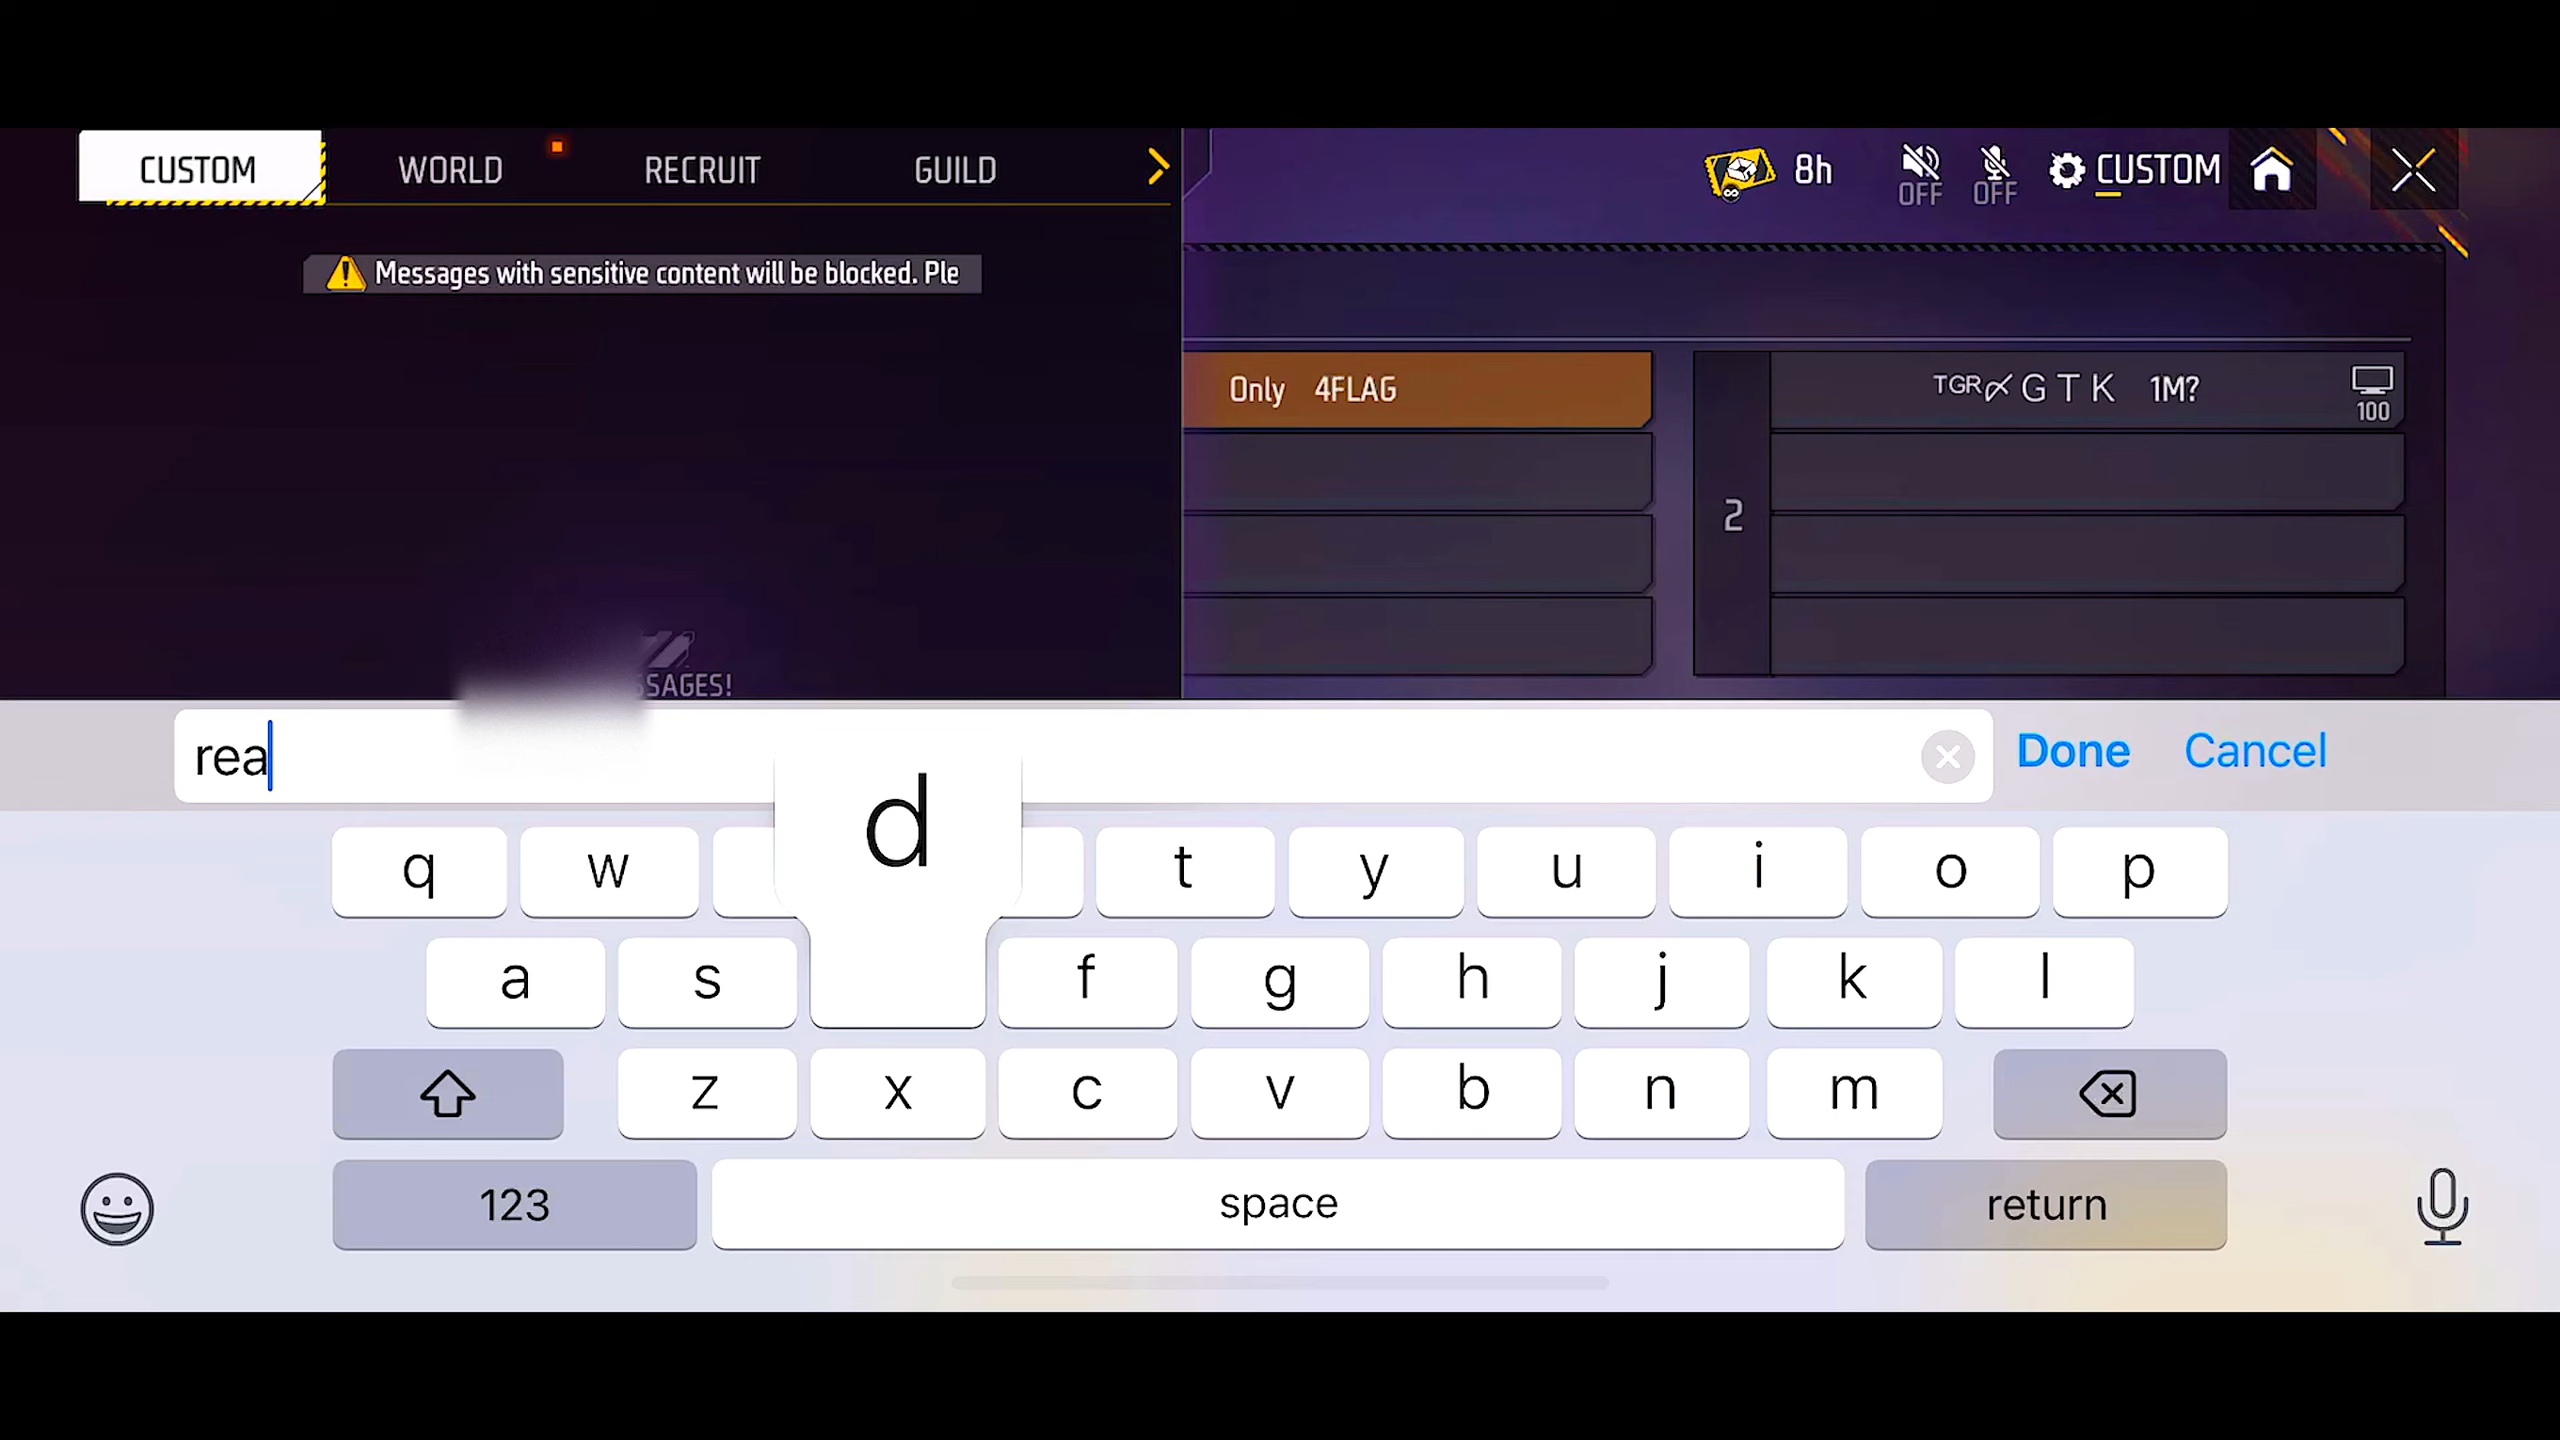 CUSTOM WORLD RECRUIT GUILD 8h OFF OFF CUSTOM
Messages with sensitive content will be blocked. Ple
Only 4FLAG TGR G T K 1M? 100
2
SSAGES!
rea Done Cancel
d
q w t y u i o p
a s f g h j k l
z x c v b n m
123 space return